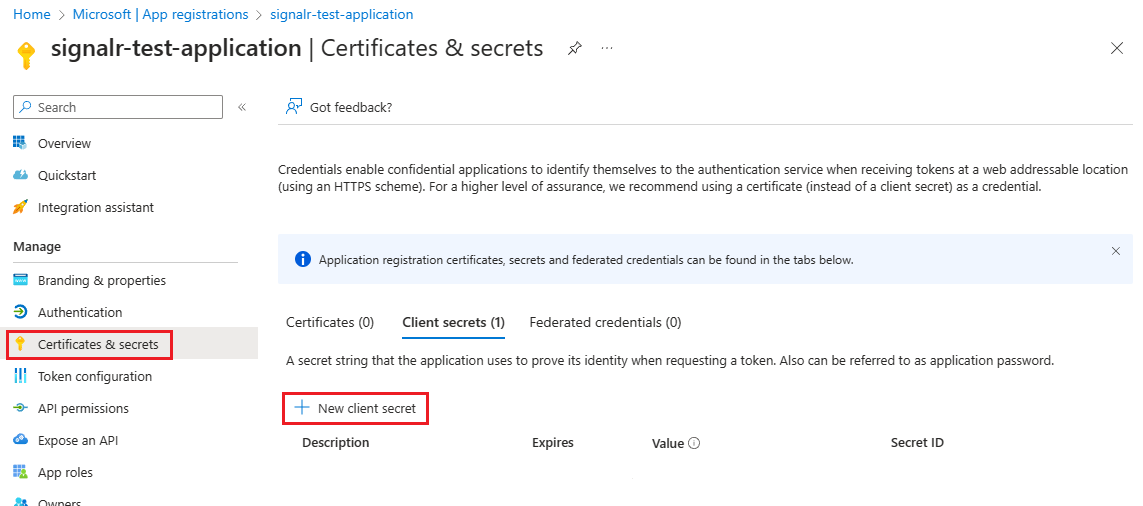 Home > Microsoft | App registrations > signalr-test-application
signalr-test-application | Certificates & secrets
Search
Overview
Quickstart
Integration assistant
Manage
Branding & properties
Authentication
Certificates & secrets
Token configuration
API permissions
Expose an API
App roles
Owners
Got feedback?
Credentials enable confidential applications to identify themselves to the authentication service when receiving tokens at a web addressable location
(using an HTTPS scheme). For a higher level of assurance, we recommend using a certificate (instead of a client secret) as a credential.
Application registration certificates, secrets and federated credentials can be found in the tabs below.
Certificates (0) Client secrets (1) Federated credentials (0)
A secret string that the application uses to prove its identity when requesting a token. Also can be referred to as application password.
New client secret
Description Expires Value Secret ID